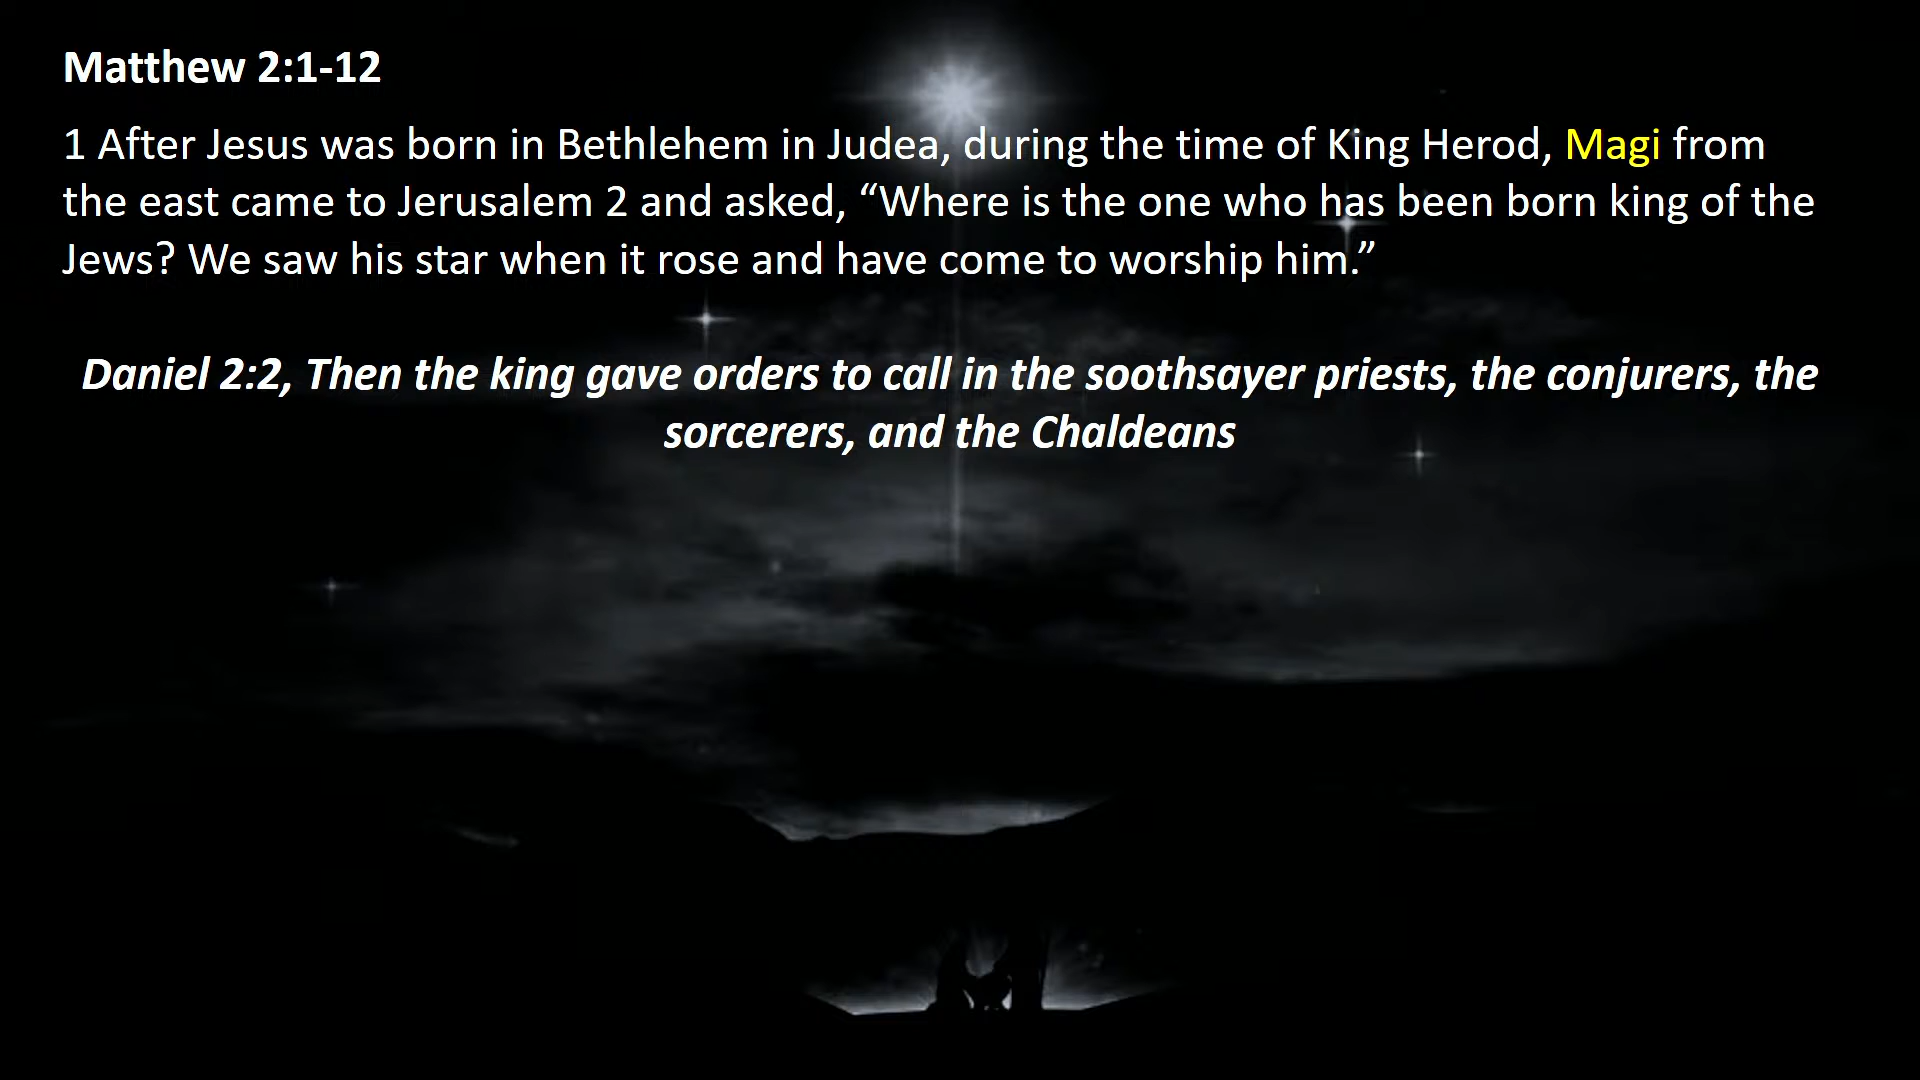 Matthew 2:1-12
1 After Jesus was born in Bethlehem in Judea, during the time of King Herod, Magi from
the east came to Jerusalem 2 and asked, “Where is the one who has been born king of the
Jews? We saw his star when it rose and have come to worship him.”
Daniel 2:2, Then the king gave orders to call in the soothsayer priests, the conjurers, the
sorcerers, and the Chaldeans